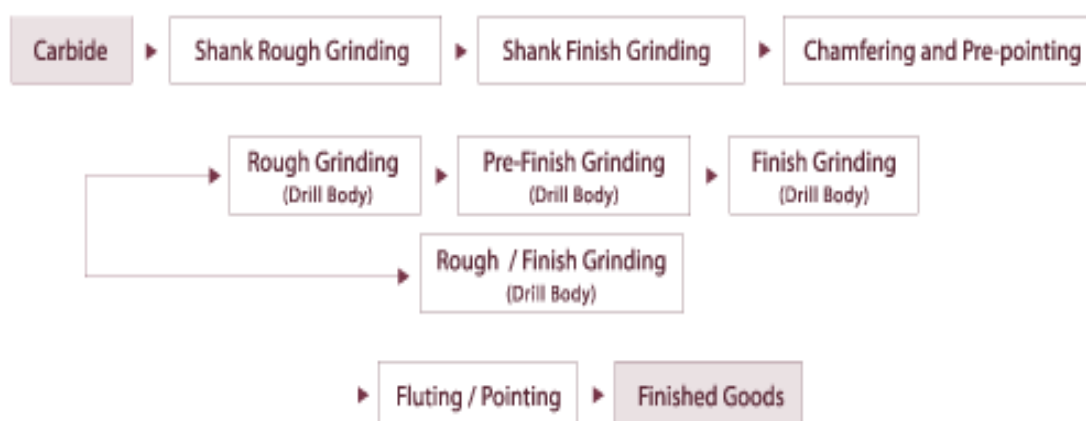 Carbide
Shank Rough Grinding
Shank Finish Grinding
Chamfering and Pre-pointing
Rough Grinding
(Drill Body)
Pre-Finish Grinding
(Drill Body)
Finish Grinding
(Drill Body)
Rough / Finish Grinding
(Drill Body)
Fluting / Pointing
Finished Goods